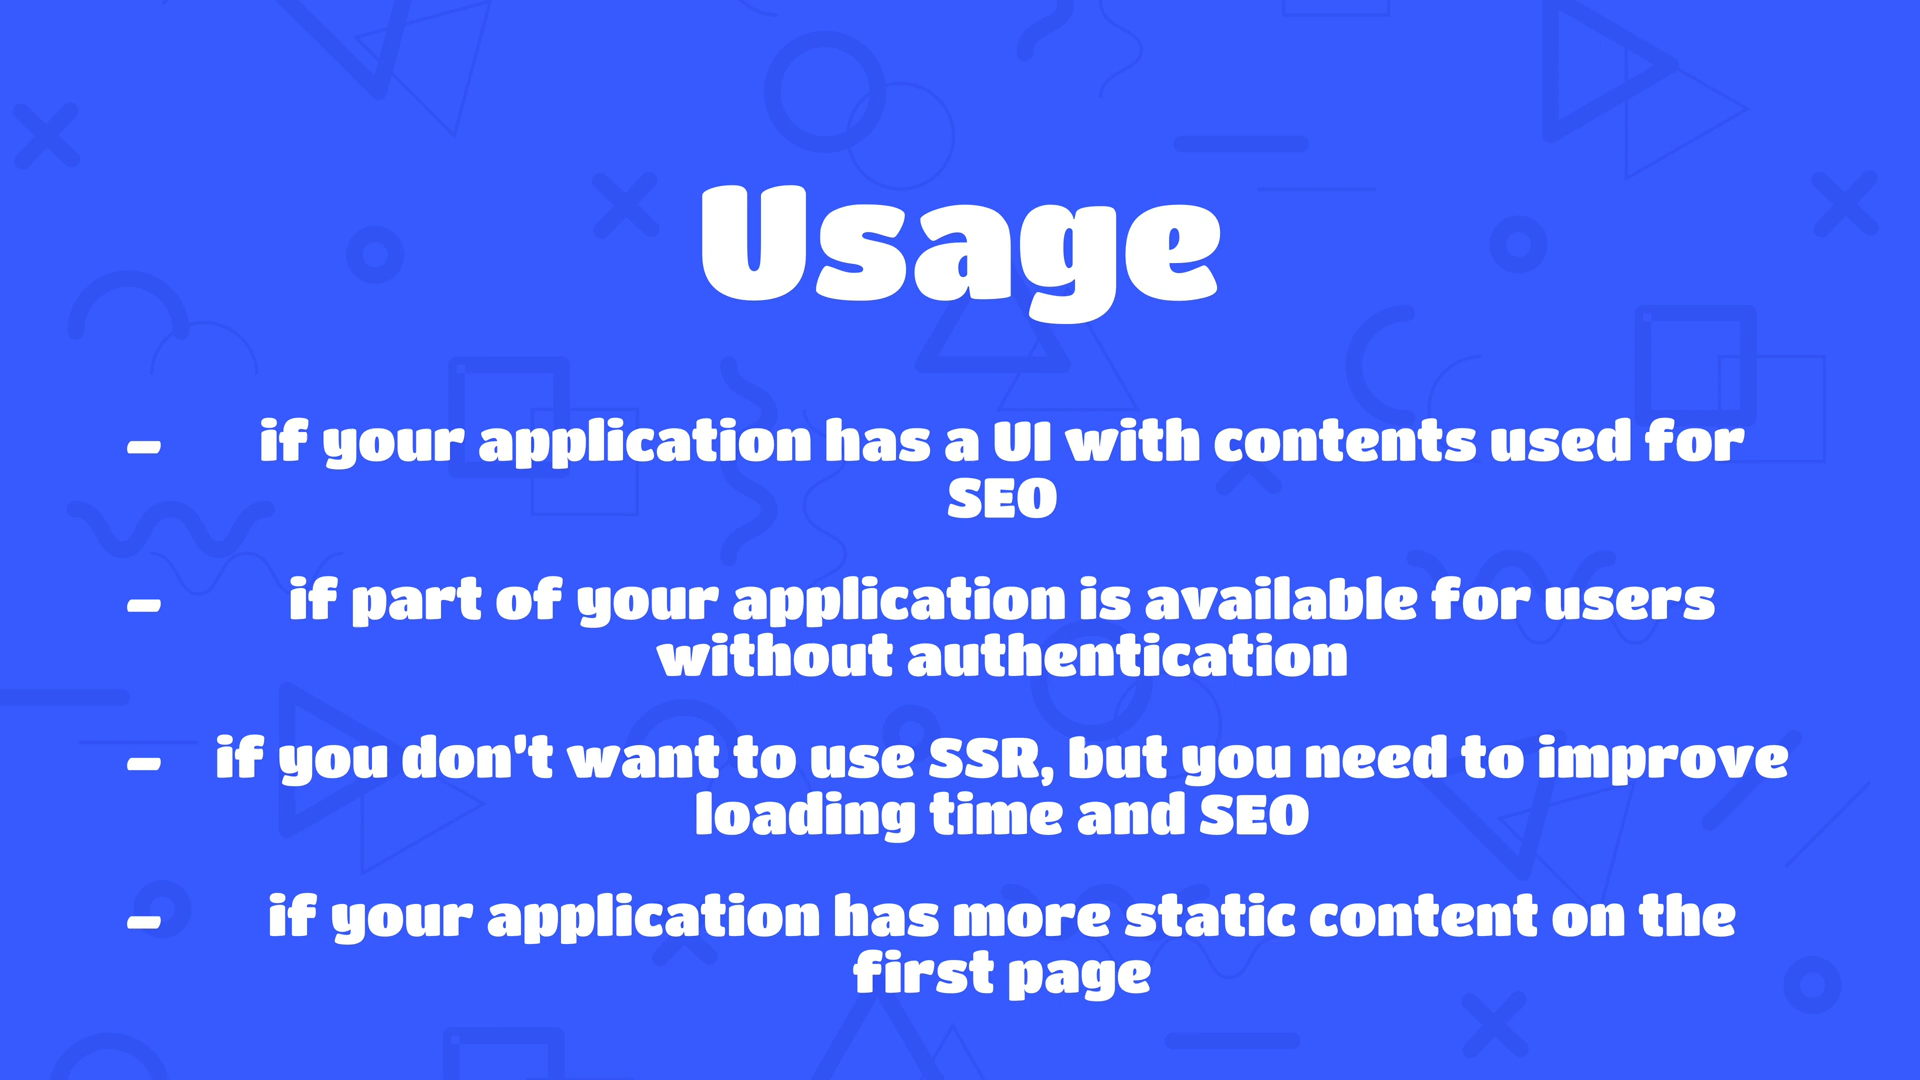 Usage
- if your application has a UI with contents used for
SEO
- if part of your application is available for users
without authentication
- if you don't want to use SSR, but you need to improve
loading time and SEO
- if your application has more static content on the
first page